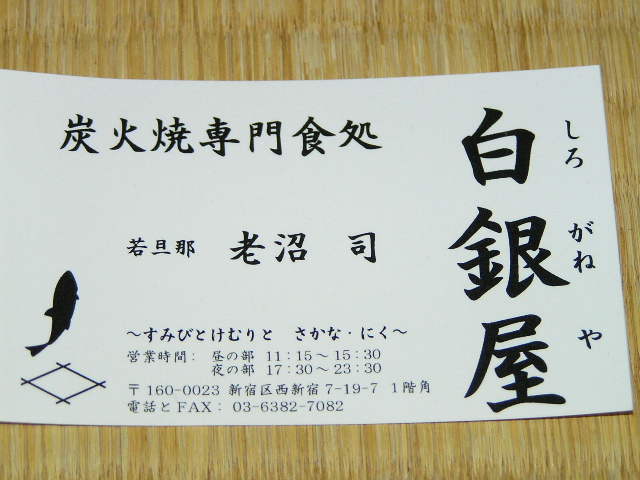 炭火焼専門食処
白銀屋
しろがねや
若旦那 老沼 司
～すみびとけむりと さかな・にく～
営業時間： 昼の部 11：15～15：30
夜の部 17：30～23：30
〒160-0023 新宿区西新宿7-19-7 1階角
電話とFAX： 03-6382-7082